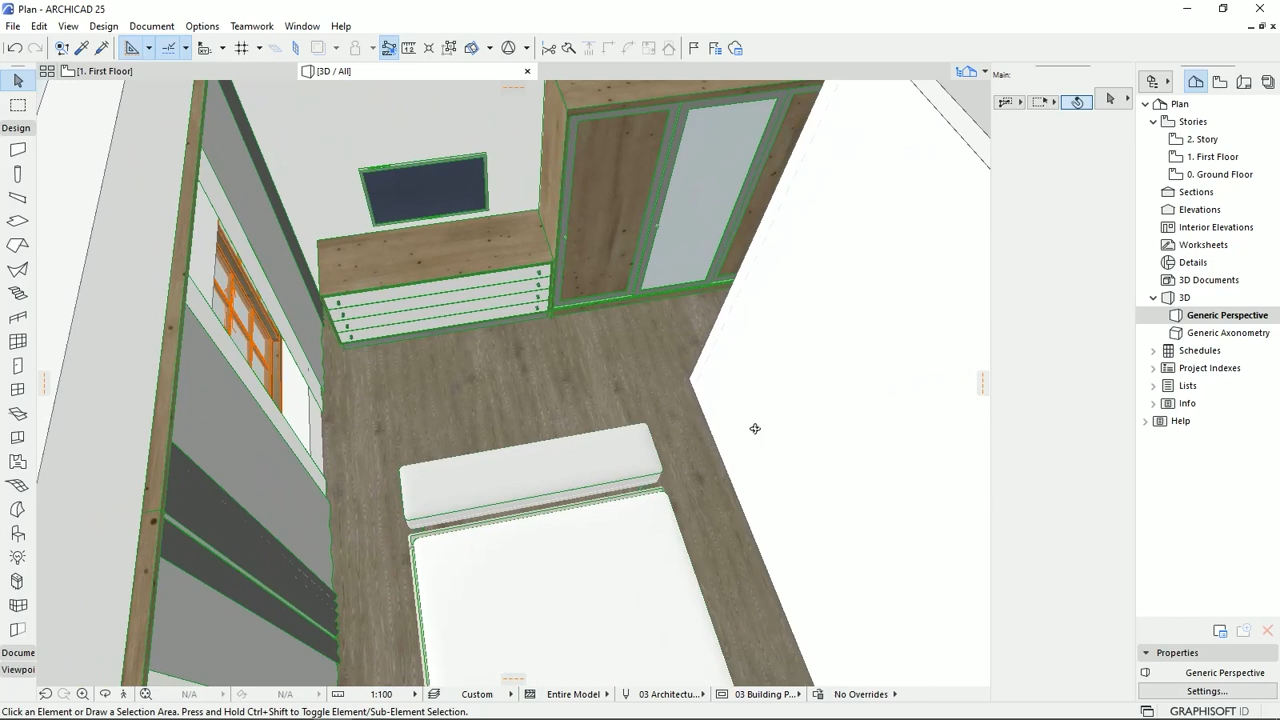 Plan - ARCHICAD 25
File Edit View Design Document Options Teamwork Window Help
[1. First Floor] [3D / All] Main:
Design
Plan
Stories
2. Story
1. First Floor
0. Ground Floor
Sections
Elevations
Interior Elevations
Worksheets
Details
3D Documents
3D
Generic Perspective
Generic Axonometry
Schedules
Project Indexes
Lists
Info
Help
Docume
Viewpoi
Properties
Generic Perspective
Settings...
N/A N/A 1:100 Custom Entire Model 03 Architectu... 03 Building P... No Overrides
Click an Element or Draw a Selection Area. Press and Hold Ctrl+Shift to Toggle Element/Sub-Element Selection.
GRAPHISOFT ID